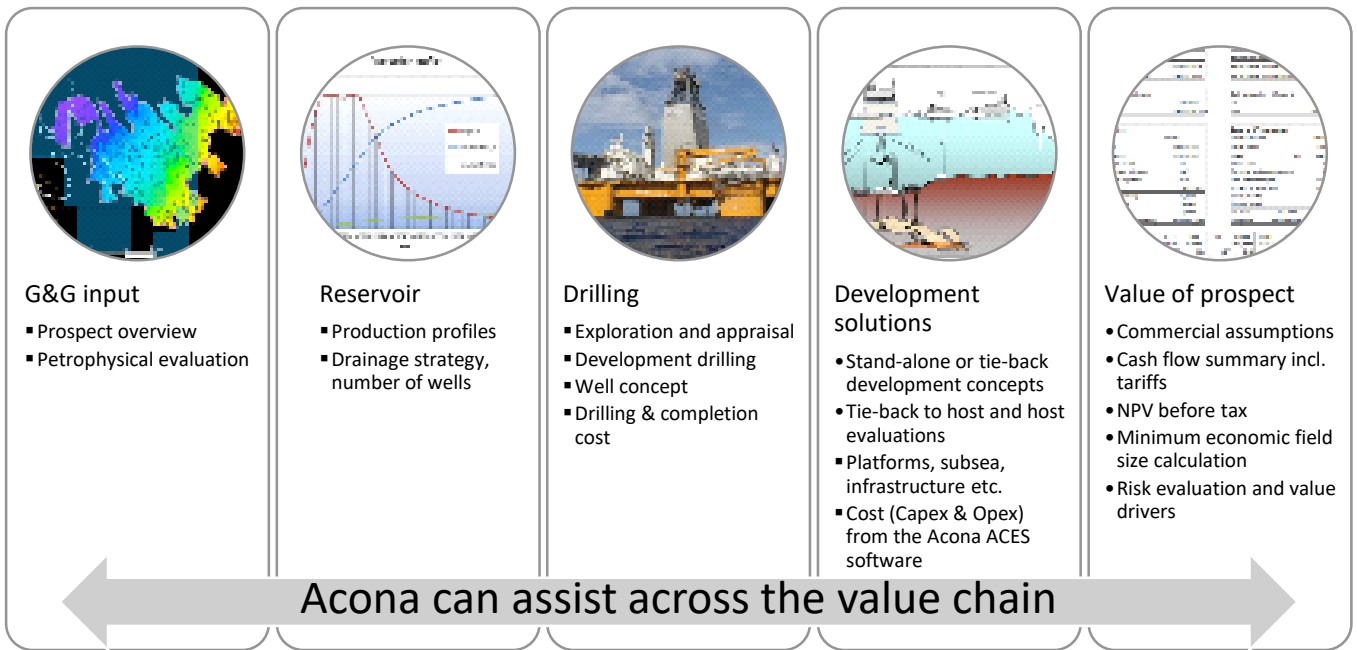 G&G input
▪ Prospect overview
▪ Petrophysical evaluation
Reservoir
▪ Production profiles
▪ Drainage strategy,
number of wells
Drilling
▪ Exploration and appraisal
▪ Development drilling
▪ Well concept
▪ Drilling & completion
cost
Development
solutions
• Stand-alone or tie-back
development concepts
• Tie-back to host and host
evaluations
▪ Platforms, subsea,
infrastructure etc.
▪ Cost (Capex & Opex)
from the Acona ACES
software
Value of prospect
• Commercial assumptions
• Cash flow summary incl.
tariffs
• NPV before tax
• Minimum economic field
size calculation
• Risk evaluation and value
drivers
Acona can assist across the value chain